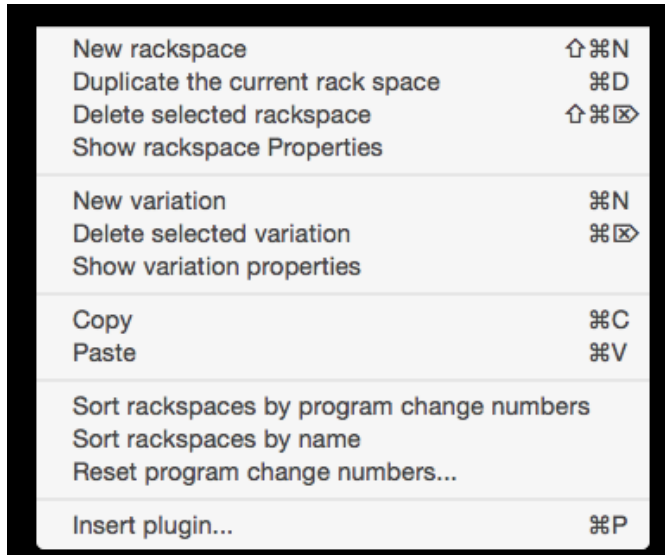 New rackspace ⇧⌘N
Duplicate the current rack space ⌘D
Delete selected rackspace ⇧⌘⌦
Show rackspace Properties
New variation ⌘N
Delete selected variation ⌘⌦
Show variation properties
Copy ⌘C
Paste ⌘V
Sort rackspaces by program change numbers
Sort rackspaces by name
Reset program change numbers...
Insert plugin... ⌘P